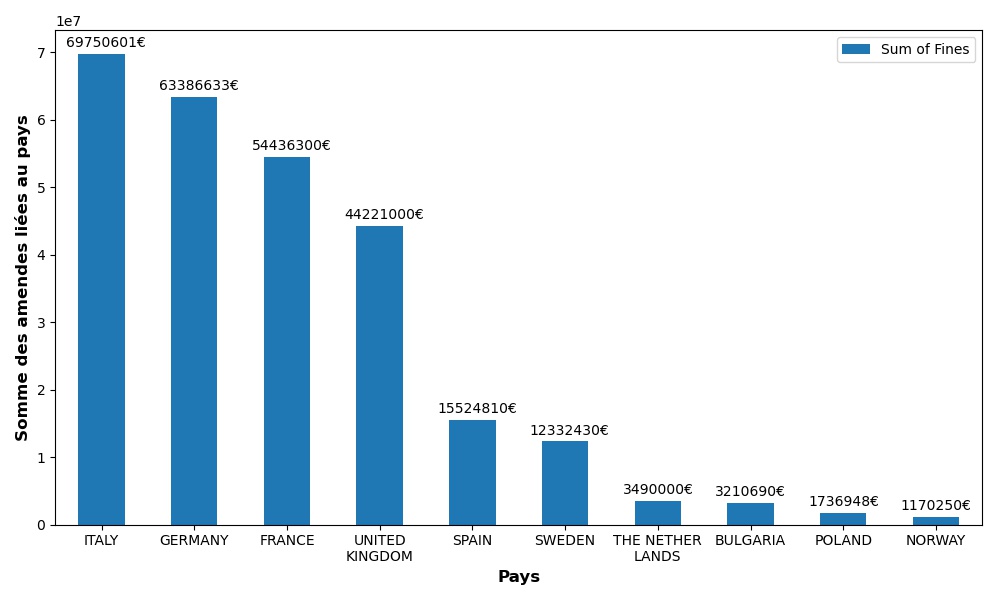 1e7
69750601€
63386633€
54436300€
44221000€
15524810€
12332430€
3490000€
3210690€
1736948€
1170250€
Sum of Fines
Somme des amendes liées au pays
7
6
5
4
3
2
1
0
ITALY
GERMANY
FRANCE
UNITED
KINGDOM
SPAIN
SWEDEN
THE NETHER
LANDS
BULGARIA
POLAND
NORWAY
Pays